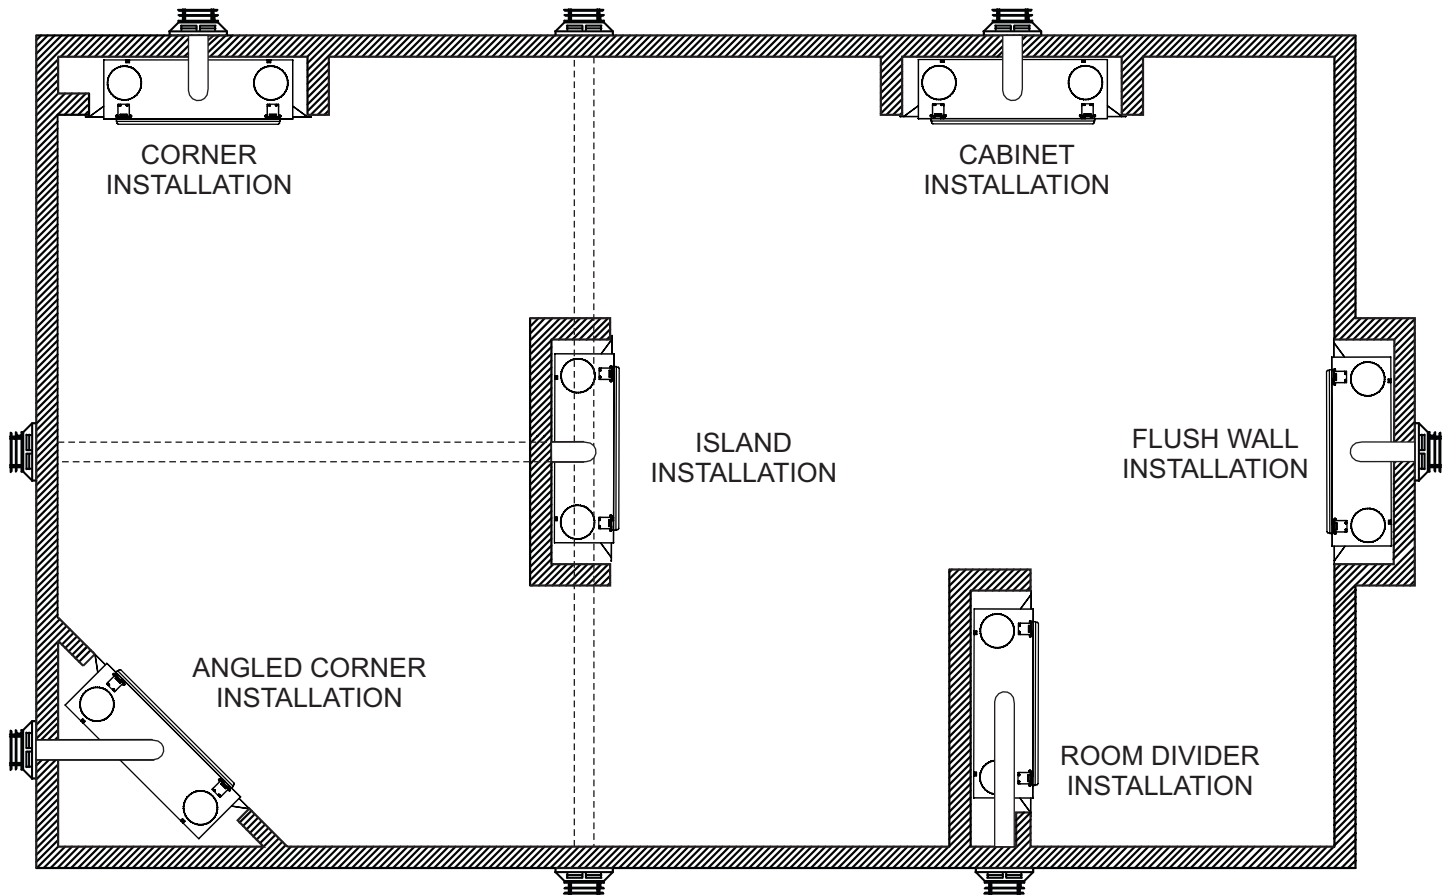 CORNER
INSTALLATION
CABINET
INSTALLATION
ISLAND
INSTALLATION
FLUSH WALL
INSTALLATION
ANGLED CORNER
INSTALLATION
ROOM DIVIDER
INSTALLATION